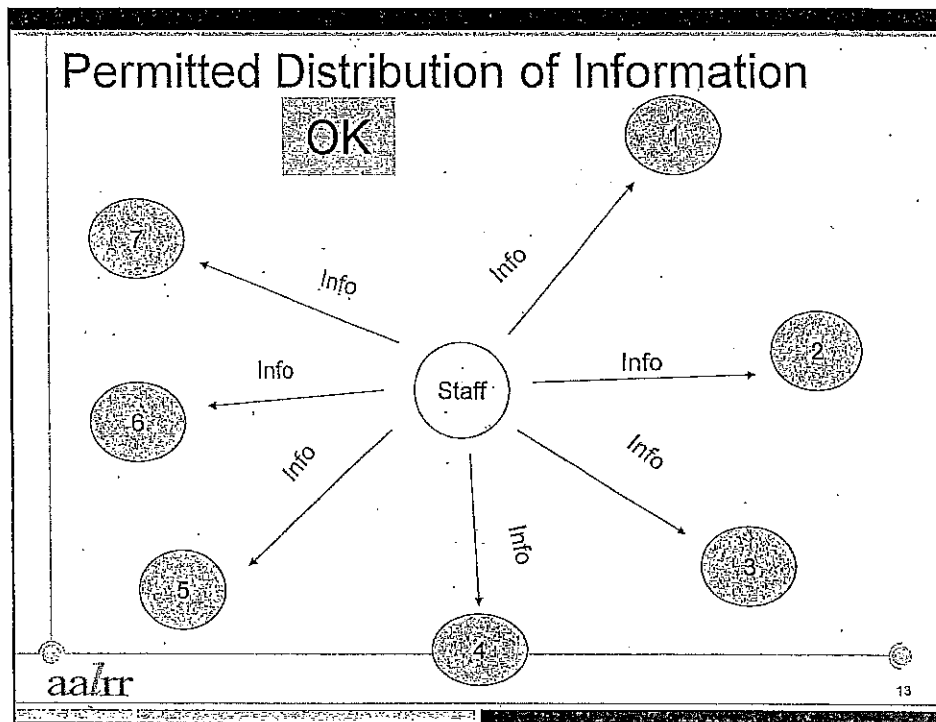 Permitted Distribution of Information
OK
1
7
Info
Info
Info
Info
2
Staff
6
Info
Info
Info
5
3
4
aalrr
13